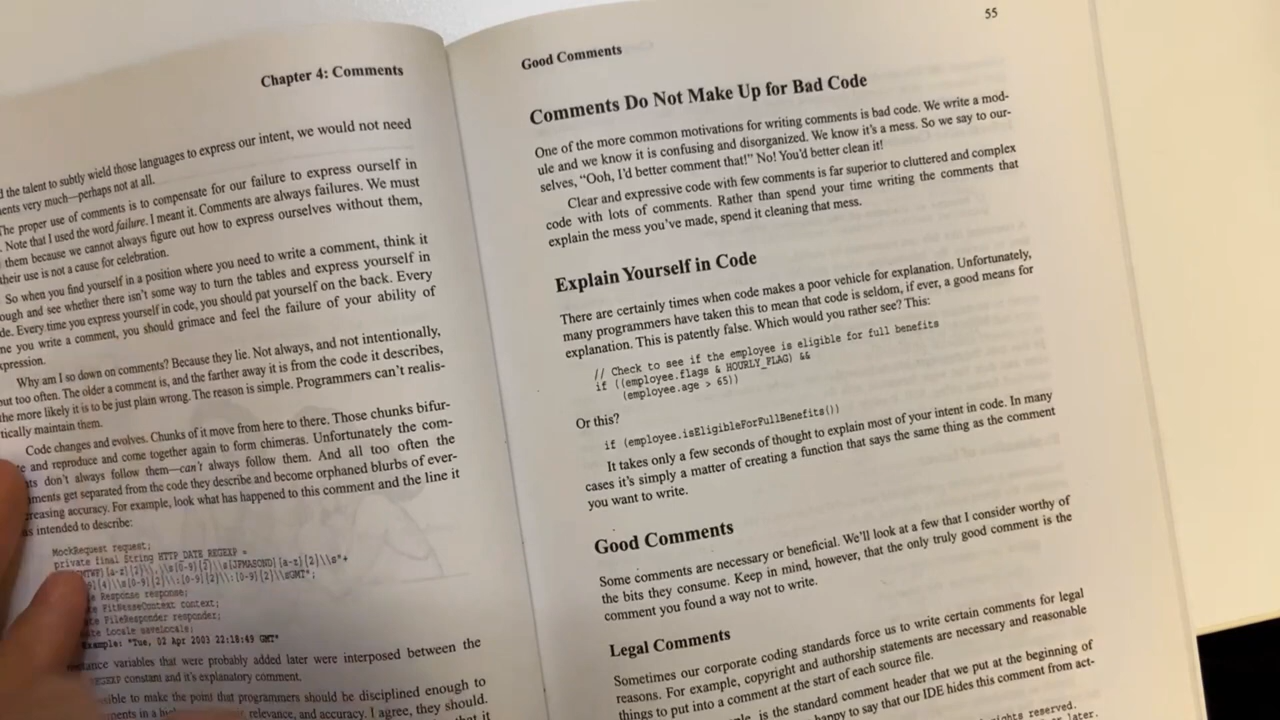 Chapter 4: Comments
d the talent to subtly wield those languages to express our intent, we would not need
ents very much—perhaps not at all.
The proper use of comments is to compensate for our failure to express ourself in
. Note that I used the word failure. I meant it. Comments are always failures. We must
them because we cannot always figure out how to express ourselves without them,
their use is not a cause for celebration.
So when you find yourself in a position where you need to write a comment, think it
ough and see whether there isn't some way to turn the tables and express yourself in
de. Every time you express yourself in code, you should pat yourself on the back. Every
me you write a comment, you should grimace and feel the failure of your ability of
xpression.
Why am I so down on comments? Because they lie. Not always, and not intentionally,
but too often. The older a comment is, and the farther away it is from the code it describes,
the more likely it is to be just plain wrong. The reason is simple. Programmers can't realis-
tically maintain them.
Code changes and evolves. Chunks of it move from here to there. Those chunks bifur-
te and reproduce and come together again to form chimeras. Unfortunately the com-
ts don't always follow them—can't always follow them. And all too often the
mments get separated from the code they describe and become orphaned blurbs of ever-
creasing accuracy. For example, look what has happened to this comment and the line it
as intended to describe:
MockRequest request;
private final String HTTP_DATE_REGEXP =
Response response;
FitNesseContext context;
te FileResponder responder;
ate Locale saveLocale;
Example: "Tue, 02 Apr 2003 22:18:49 GMT"
stance variables that were probably added later were interposed between the
REGEXP constant and it's explanatory comment.
ssible to make the point that programmers should be disciplined enough to
relevance, and accuracy. I agree, they should.
that it
Good Comments
55
Comments Do Not Make Up for Bad Code
One of the more common motivations for writing comments is bad code. We write a mod-
ule and we know it is confusing and disorganized. We know it's a mess. So we say to our-
selves, "Ooh, I'd better comment that!" No! You'd better clean it!
Clear and expressive code with few comments is far superior to cluttered and complex
code with lots of comments. Rather than spend your time writing the comments that
explain the mess you've made, spend it cleaning that mess.
Explain Yourself in Code
There are certainly times when code makes a poor vehicle for explanation. Unfortunately,
many programmers have taken this to mean that code is seldom, if ever, a good means for
explanation. This is patently false. Which would you rather see? This:
// Check to see if the employee is eligible for full benefits
if ((employee.flags & HOURLY_FLAG) &&
(employee.age > 65))
Or this?
if (employee.isEligibleForFullBenefits())
It takes only a few seconds of thought to explain most of your intent in code. In many
cases it's simply a matter of creating a function that says the same thing as the comment
you want to write.
Good Comments
Some comments are necessary or beneficial. We'll look at a few that I consider worthy of
the bits they consume. Keep in mind, however, that the only truly good comment is the
comment you found a way not to write.
Legal Comments
Sometimes our corporate coding standards force us to write certain comments for legal
reasons. For example, copyright and authorship statements are necessary and reasonable
things to put into a comment at the start of each source file.
is the standard comment header that we put at the beginning of
happy to say that our IDE hides this comment from act-
rights reserved.
or later.